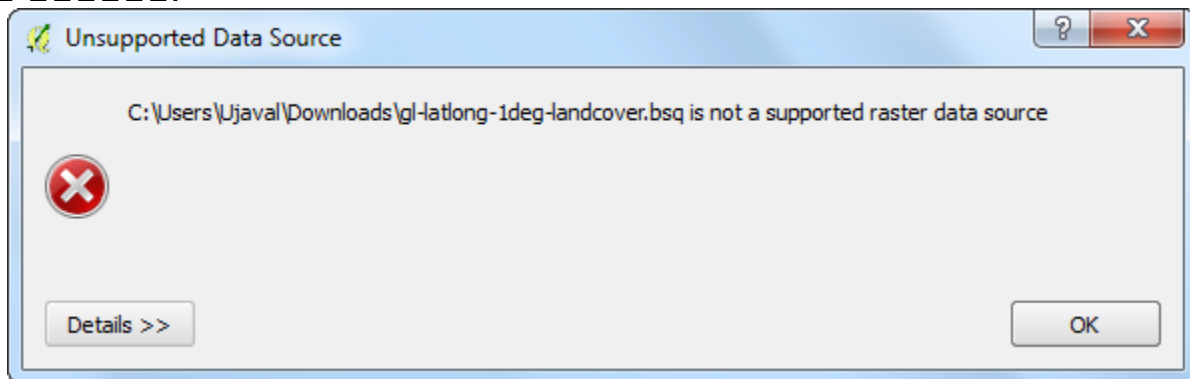 Unsupported Data Source
C:\Users\Ujaval\Downloads\gl-latlong-1deg-landcover.bsq is not a supported raster data source
Details >>
OK